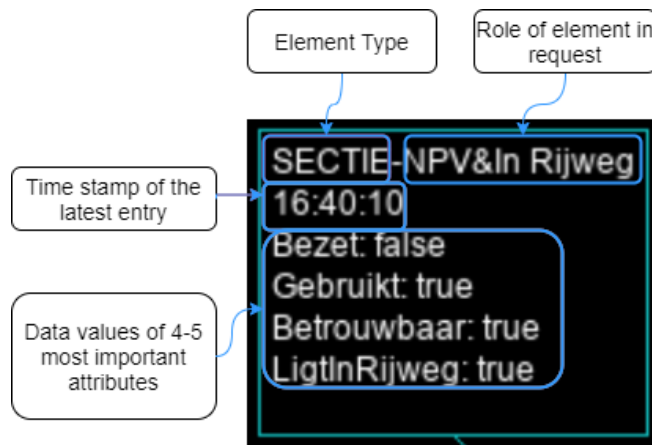 Element Type
Role of element in
request
SECTIE-NPV&In Rijweg
Time stamp of the
latest entry
16:40:10
Bezet: false
Gebruikt: true
Betrouwbaar: true
LigtInRijweg: true
Data values of 4-5
most important
attributes